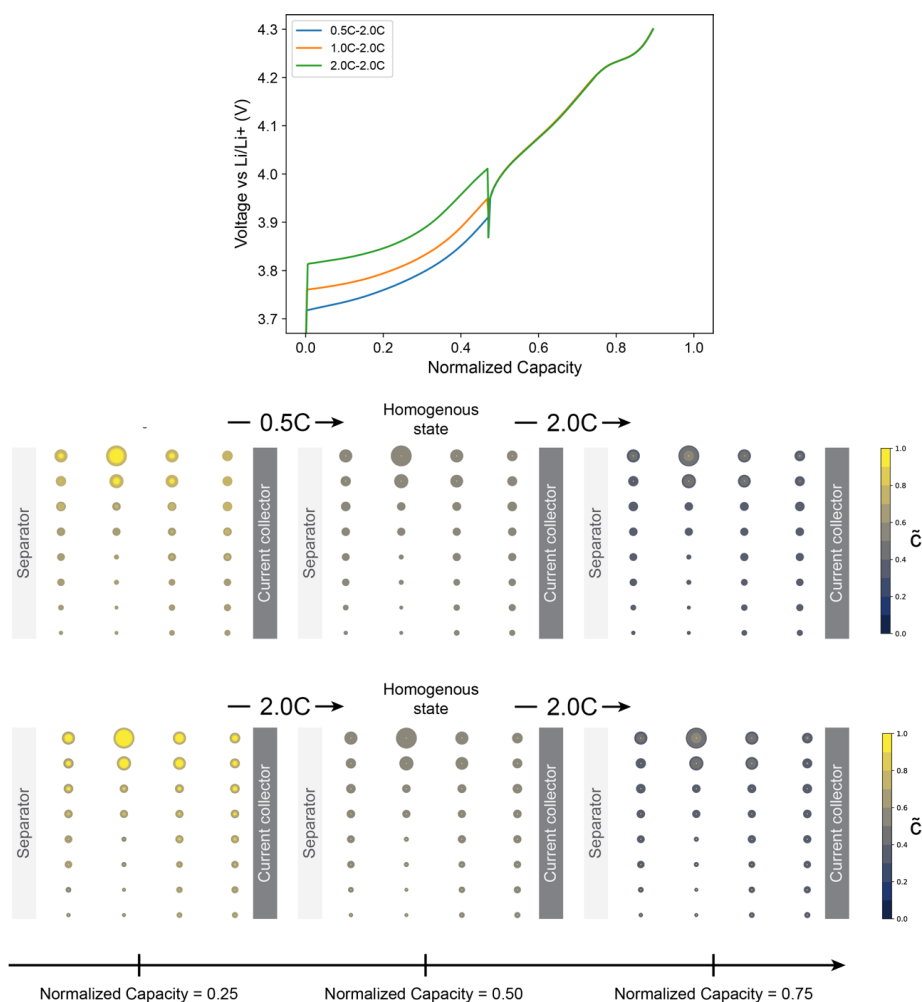 4.3
4.2
4.1
4.0
3.9
3.8
3.7
Voltage vs Li/Li+ (V)
0.5C-2.0C
1.0C-2.0C
2.0C-2.0C
0.0 0.2 0.4 0.6 0.8 1.0
Normalized Capacity
0.5C
Homogenous
state
2.0C
Separator
Current collector
Separator
Current collector
Separator
Current collector
1.0
0.8
0.6
0.4
0.2
0.0
c̃
2.0C
Homogenous
state
2.0C
Separator
Current collector
Separator
Current collector
Separator
Current collector
1.0
0.8
0.6
0.4
0.2
0.0
c̃
Normalized Capacity = 0.25
Normalized Capacity = 0.50
Normalized Capacity = 0.75